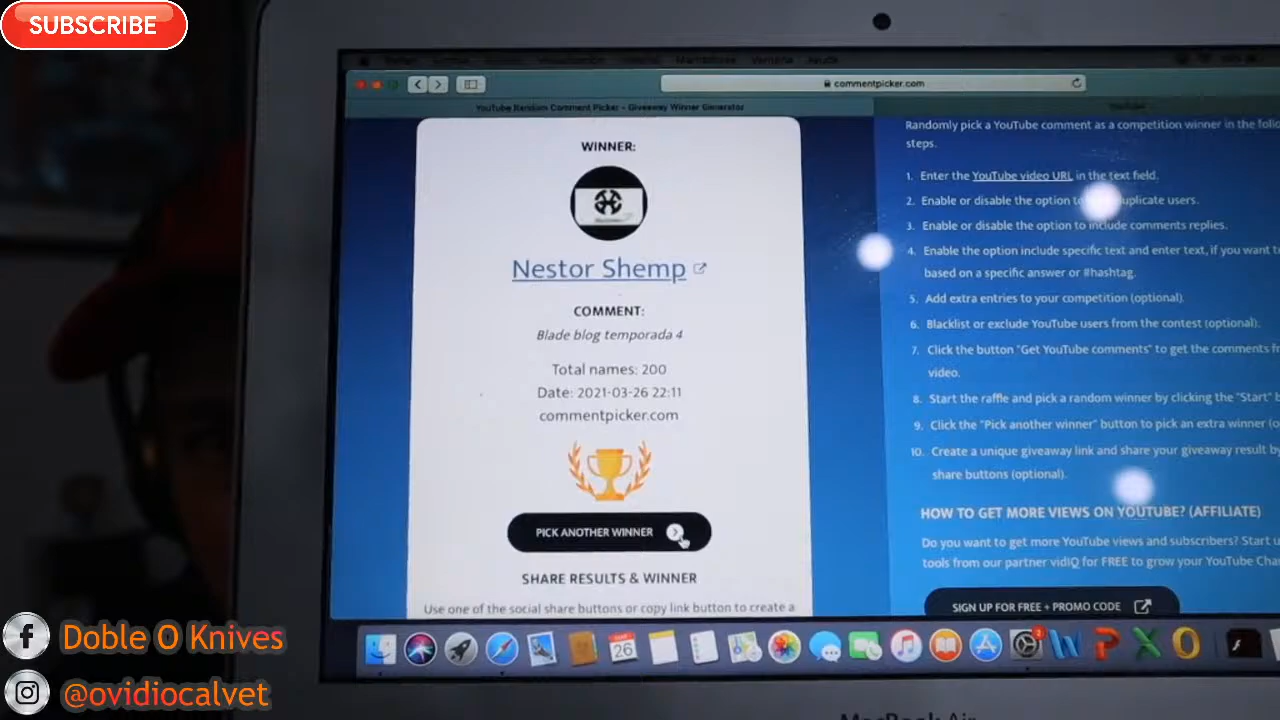 SUBSCRIBE
commentpicker.com
YouTube Random Comment Picker - Giveaway Winner Generator
YouTube
WINNER:
Nestor Shemp
COMMENT:
Blade blog temporada 4
Total names: 200
Date: 2021-03-26 22:11
commentpicker.com
PICK ANOTHER WINNER
SHARE RESULTS & WINNER
Use one of the social share buttons or copy link button to create a
Randomly pick a YouTube comment as a competition winner in the
steps.
1. Enter the YouTube video URL in the text field.
2. Enable or disable the option to duplicate users.
3. Enable or disable the option to include comments replies.
4. Enable the option include specific text and enter text, if you want
based on a specific answer or #hashtag.
5. Add extra entries to your competition (optional).
6. Blacklist or exclude YouTube users from the contest (optional).
7. Click the button "Get YouTube comments" to get the comments
video.
8. Start the raffle and pick a random winner by clicking the "Start"
9. Click the "Pick another winner" button to pick an extra winner
10. Create a unique giveaway link and share your giveaway result by
share buttons (optional).
HOW TO GET MORE VIEWS ON YOUTUBE? (AFFILIATE)
Do you want to get more YouTube views and subscribers? Start
tools from our partner vidIQ for FREE to grow your YouTube
SIGN UP FOR FREE + PROMO CODE
26
2
MacBook Air
Doble O Knives
@ovidiocalvet